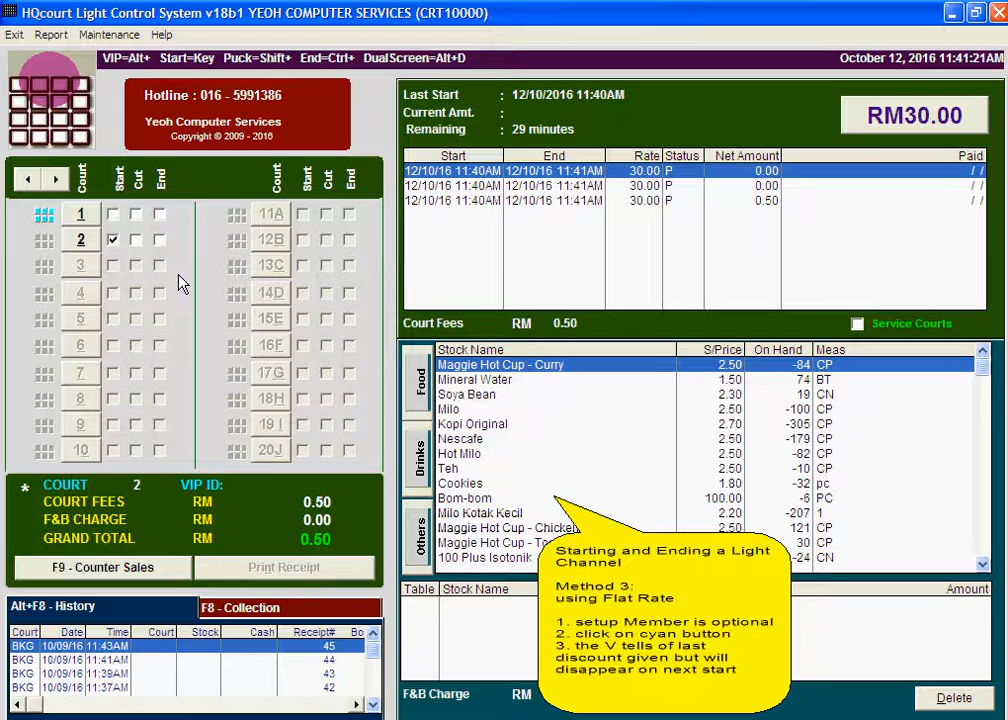 HQcourt Light Control System v18b1 YEOH COMPUTER SERVICES (CRT10000)
Exit Report Maintenance Help
VIP=Alt+ Start=Key Puck=Shift+ End=Ctrl+ DualScreen=Alt+D October 12, 2016 11:41:21AM
Hotline : 016 - 5991386
Yeoh Computer Services
Copyright © 2009 - 2016
Court Start Cut End Court Start Cut End
1 11A
2 12B
3 13C
4 14D
5 15E
6 16F
7 17G
8 18H
9 19 I
10 20J
* COURT 2 VIP ID:
COURT FEES RM 0.50
F&B CHARGE RM 0.00
GRAND TOTAL RM 0.50
F9 - Counter Sales Print Receipt
Alt+F8 - History F8 - Collection
Court Date Time Court Stock Cash Receipt# Bo
BKG 10/09/16 11:43AM 45
BKG 10/09/16 11:40AM 44
BKG 10/09/16 11:39AM 43
BKG 10/09/16 11:37AM 42
Last Start : 12/10/2016 11:40AM
Current Amt. :
Remaining : 29 minutes
RM30.00
Start End Rate Status Net Amount Paid
12/10/16 11:40AM 12/10/16 11:41AM 30.00 P 0.00 / /
12/10/16 11:40AM 12/10/16 11:41AM 30.00 P 0.00 / /
12/10/16 11:40AM 12/10/16 11:41AM 30.00 P 0.50 / /
Court Fees RM 0.50 Service Courts
Food
Drinks
Others
Stock Name S/Price On Hand Meas
Maggie Hot Cup - Curry 2.50 -84 CP
Mineral Water 1.50 74 BT
Soya Bean 2.30 19 CN
Milo 2.50 -100 CP
Kopi Original 2.70 -305 CP
Nescafe 2.50 -179 CP
Hot Milo 2.50 -82 CP
Teh 2.50 -10 CP
Cookies 1.80 -32 pc
Bom-bom 100.00 -6 PC
Milo Kotak Kecil 2.20 -207 1
Maggie Hot Cup - Chicken 2.50 121 CP
Maggie Hot Cup - To 30 CP
100 Plus Isotonik -24 CN
Table Stock Name Amount
F&B Charge RM Delete
Starting and Ending a Light
Channel
Method 3:
using Flat Rate
1. setup Member is optional
2. click on cyan button
3. the V tells of last
discount given but will
disappear on next start